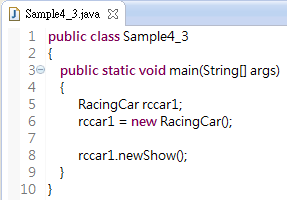 Sample4_3.java
1 public class Sample4_3
2 {
3 public static void main(String[] args)
4 {
5 RacingCar rccar1;
6 rccar1 = new RacingCar();
7
8 rccar1.newShow();
9 }
10 }